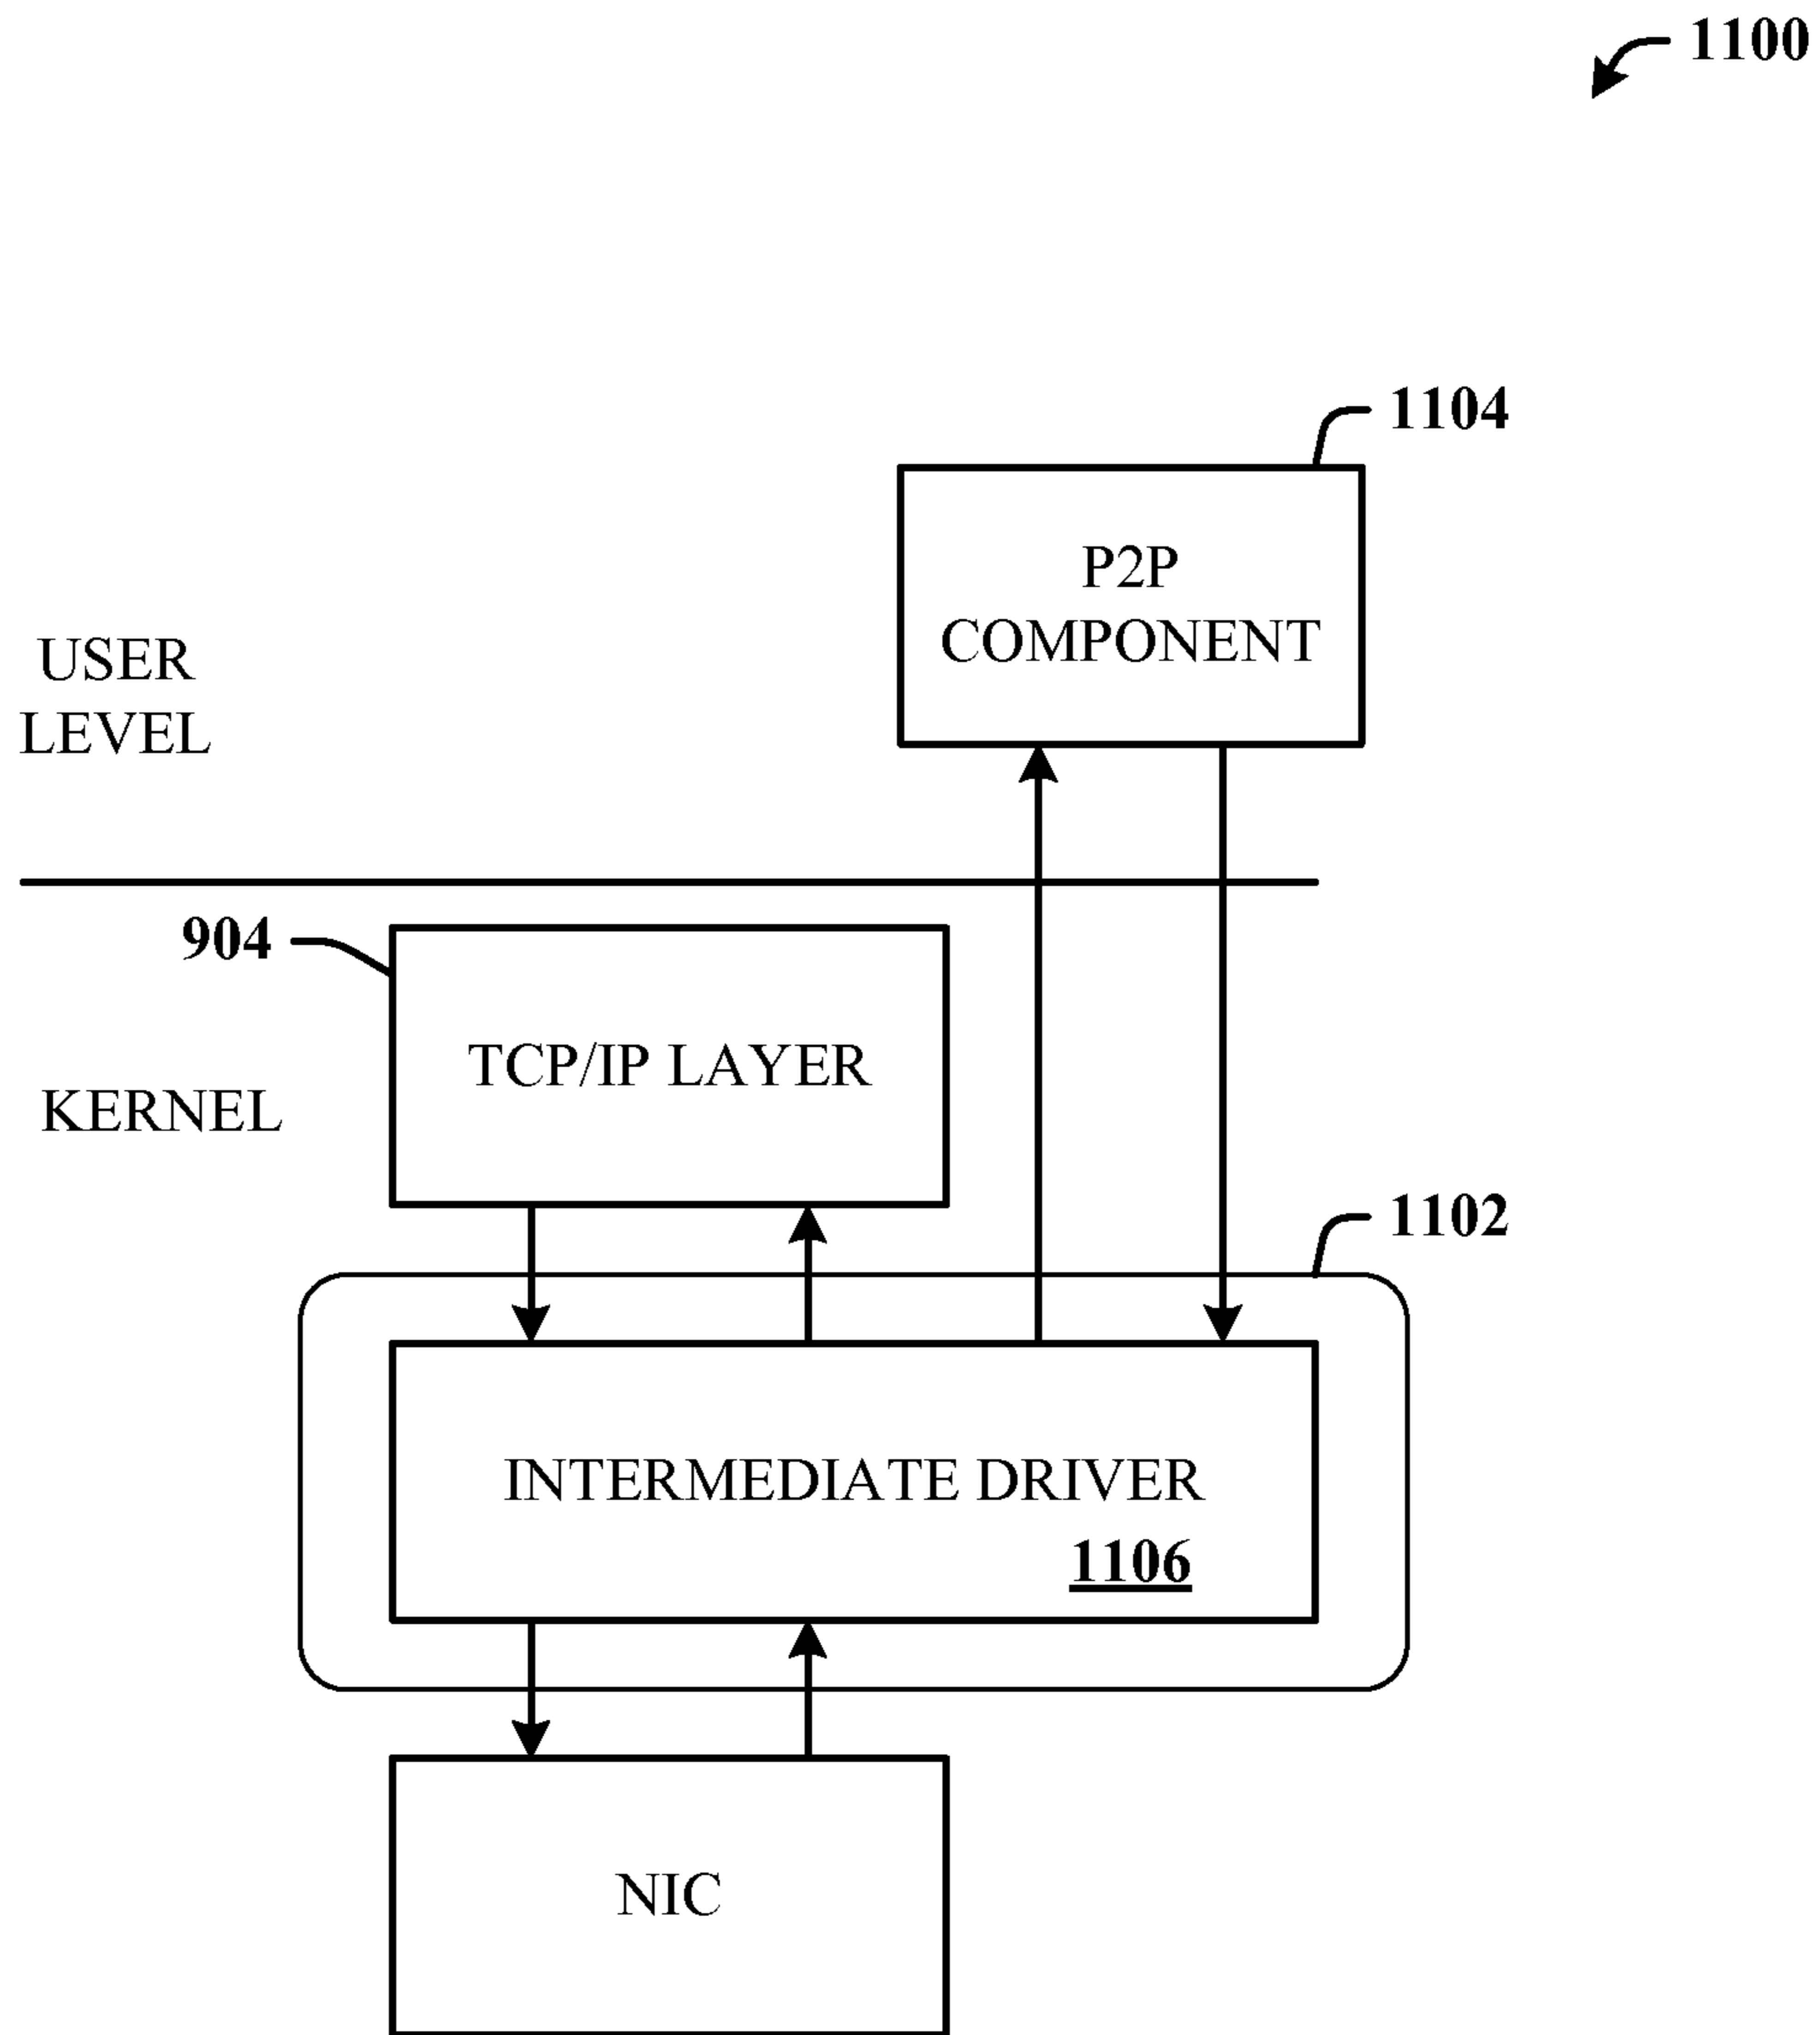 1100
1104
P2P
COMPONENT
USER
LEVEL
904
TCP/IP LAYER
KERNEL
1102
INTERMEDIATE DRIVER
1106
NIC